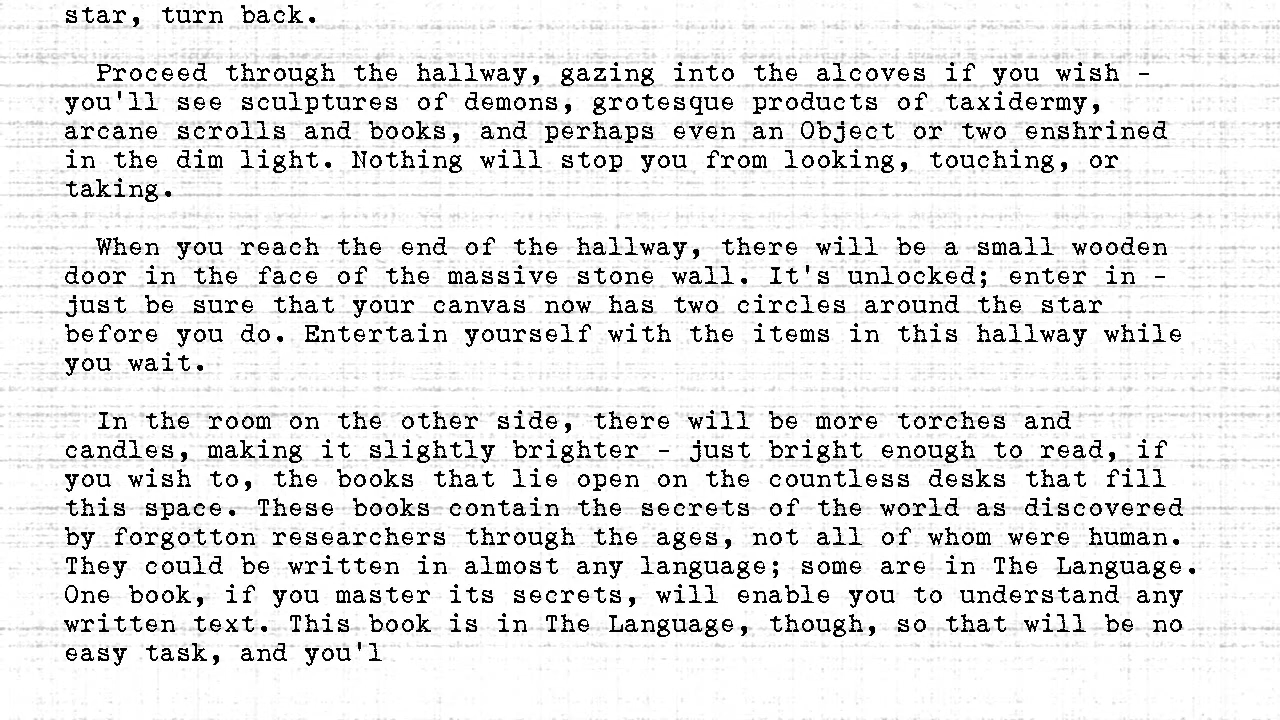 star, turn back.
Proceed through the hallway, gazing into the alcoves if you wish -
you'll see sculptures of demons, grotesque products of taxidermy,
arcane scrolls and books, and perhaps even an Object or two enshrined
in the dim light. Nothing will stop you from looking, touching, or
taking.
When you reach the end of the hallway, there will be a small wooden
door in the face of the massive stone wall. It's unlocked; enter in -
just be sure that your canvas now has two circles around the star
before you do. Entertain yourself with the items in this hallway while
you wait.
In the room on the other side, there will be more torches and
candles, making it slightly brighter - just bright enough to read, if
you wish to, the books that lie open on the countless desks that fill
this space. These books contain the secrets of the world as discovered
by forgotton researchers through the ages, not all of whom were human.
They could be written in almost any language; some are in The Language.
One book, if you master its secrets, will enable you to understand any
written text. This book is in The Language, though, so that will be no
easy task, and you'l